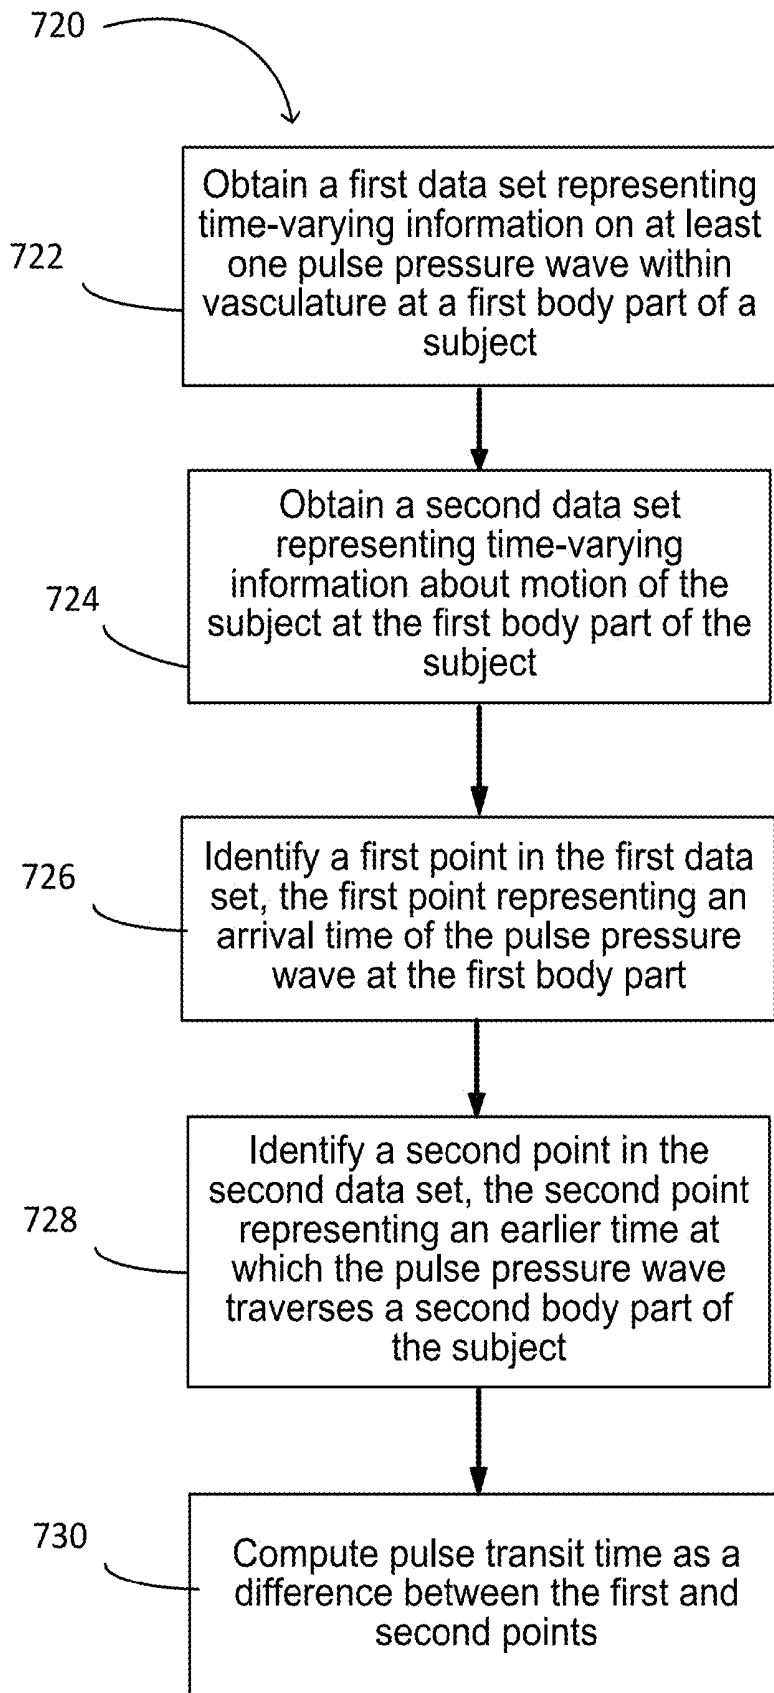 720
722
Obtain a first data set representing
time-varying information on at least
one pulse pressure wave within
vasculature at a first body part of a
subject
724
Obtain a second data set
representing time-varying
information about motion of the
subject at the first body part of the
subject
726
Identify a first point in the first data
set, the first point representing an
arrival time of the pulse pressure
wave at the first body part
728
Identify a second point in the
second data set, the second point
representing an earlier time at
which the pulse pressure wave
traverses a second body part of
the subject
730
Compute pulse transit time as a
difference between the first and
second points